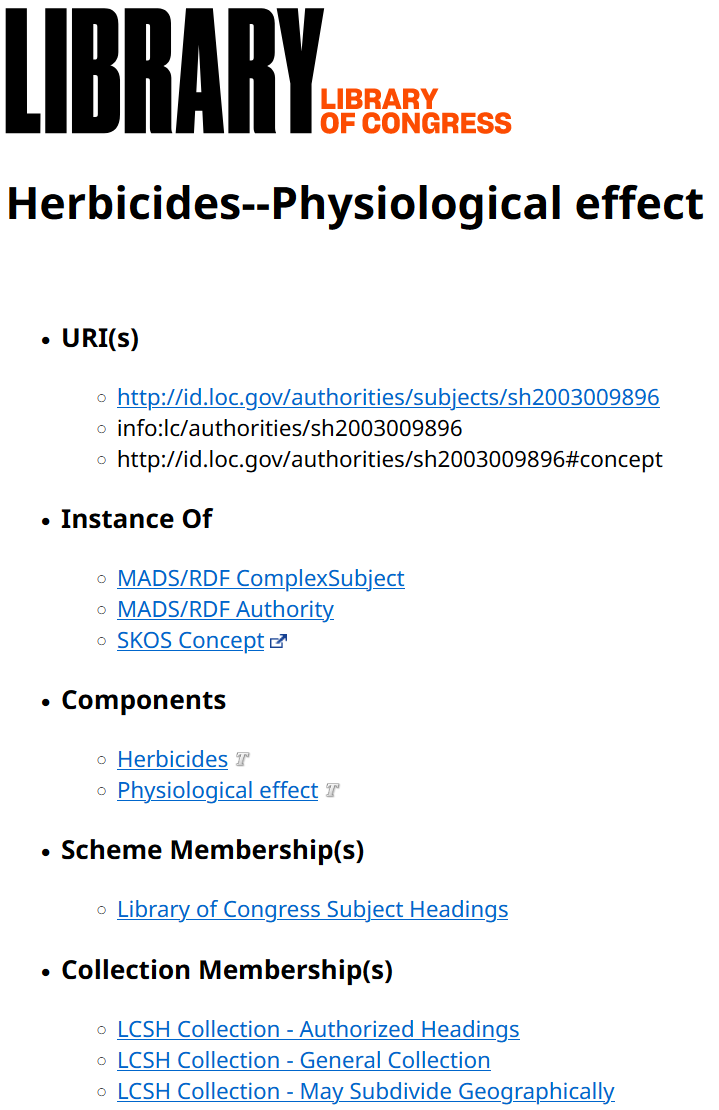 LIBRARY
LIBRARY
OF CONGRESS
Herbicides--Physiological effect
URI(s)
http://id.loc.gov/authorities/subjects/sh2003009896
info:lc/authorities/sh2003009896
http://id.loc.gov/authorities/sh2003009896#concept
Instance Of
MADS/RDF ComplexSubject
MADS/RDF Authority
SKOS Concept
Components
Herbicides T
Physiological effect T
Scheme Membership(s)
Library of Congress Subject Headings
Collection Membership(s)
LCSH Collection - Authorized Headings
LCSH Collection - General Collection
LCSH Collection - May Subdivide Geographically